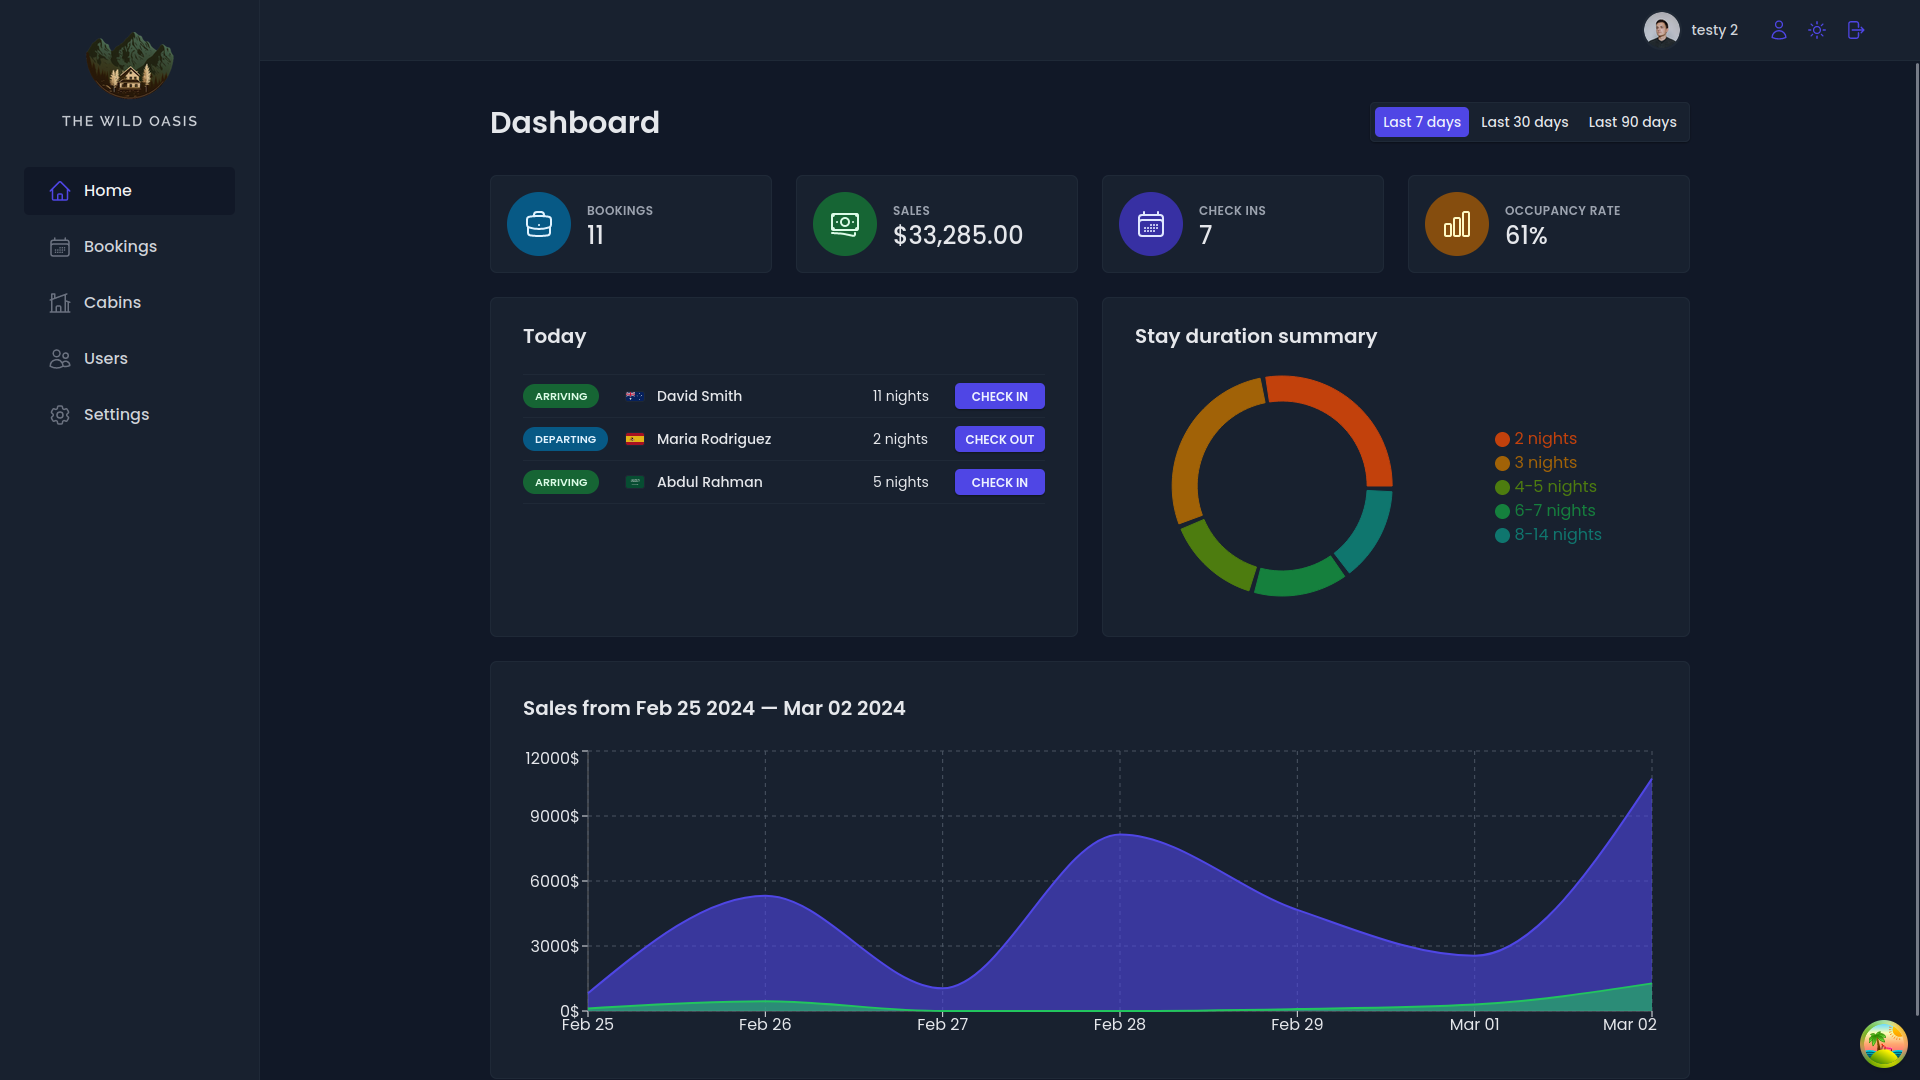 testy 2
THE WILD OASIS
Home
Bookings
Cabins
Users
Settings
Dashboard
Last 7 days Last 30 days Last 90 days
BOOKINGS
11
SALES
$33,285.00
CHECK INS
7
OCCUPANCY RATE
61%
Today
ARRIVING David Smith 11 nights CHECK IN
DEPARTING Maria Rodriguez 2 nights CHECK OUT
ARRIVING Abdul Rahman 5 nights CHECK IN
Stay duration summary
2 nights
3 nights
4-5 nights
6-7 nights
8-14 nights
Sales from Feb 25 2024 — Mar 02 2024
12000$
9000$
6000$
3000$
0$
Feb 25 Feb 26 Feb 27 Feb 28 Feb 29 Mar 01 Mar 02